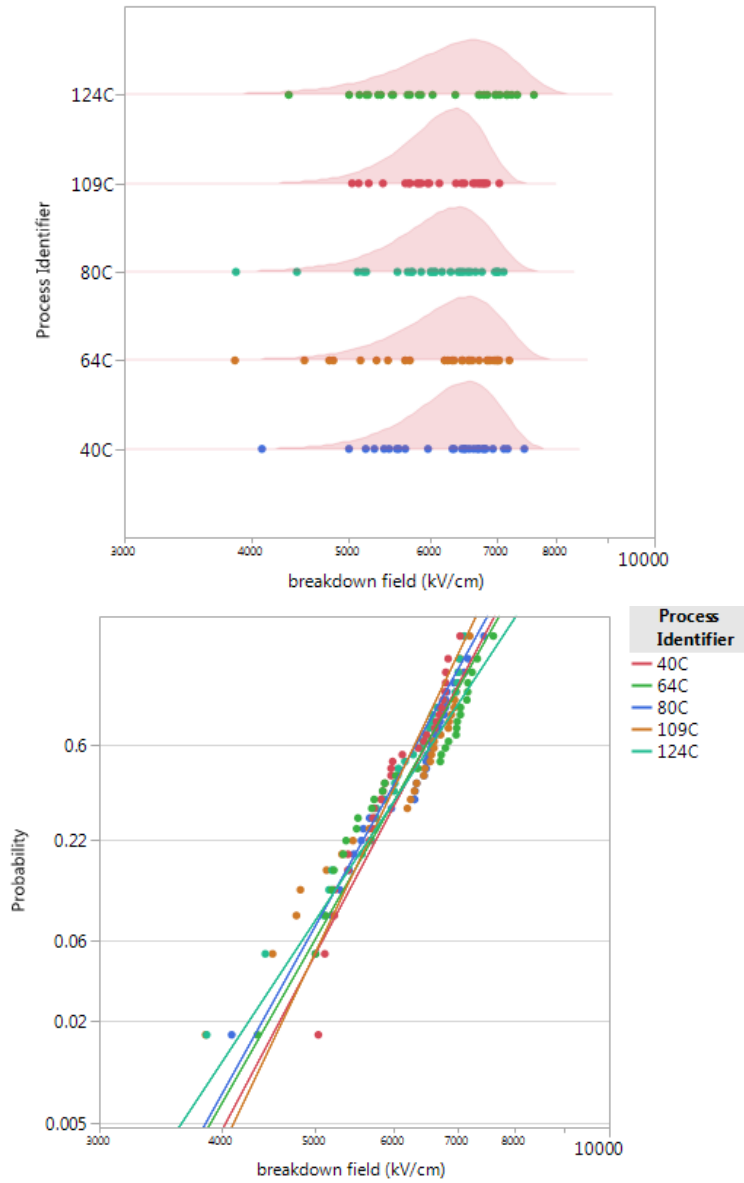 Process Identifier
124C
109C
80C
64C
40C
3000 4000 5000 6000 7000 8000 10000
breakdown field (kV/cm)
Process
Identifier
40C
64C
80C
109C
124C
Probability
0.6
0.22
0.06
0.02
0.005
3000 4000 5000 6000 7000 8000 10000
breakdown field (kV/cm)